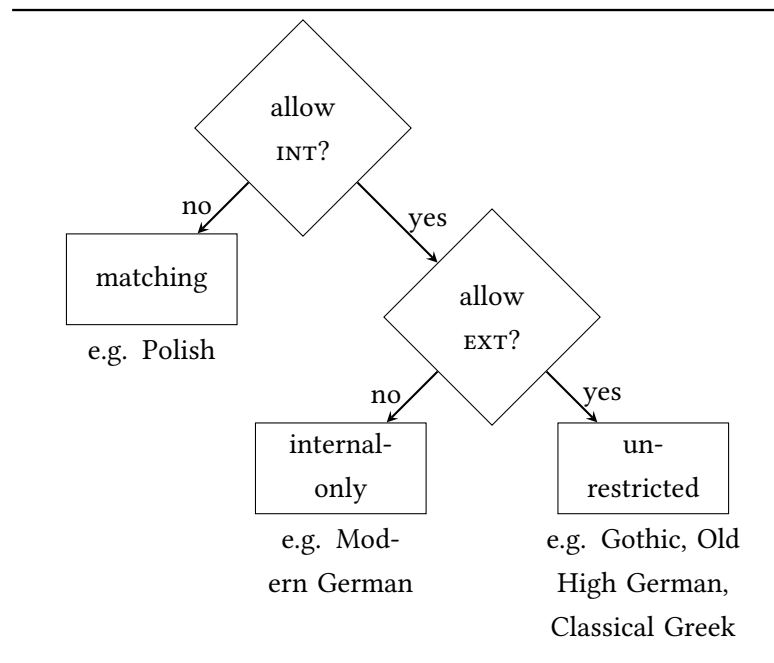 allow
INT?
no
yes
matching
e.g. Polish
allow
EXT?
no
yes
internal-
only
e.g. Mod-
ern German
un-
restricted
e.g. Gothic, Old
High German,
Classical Greek